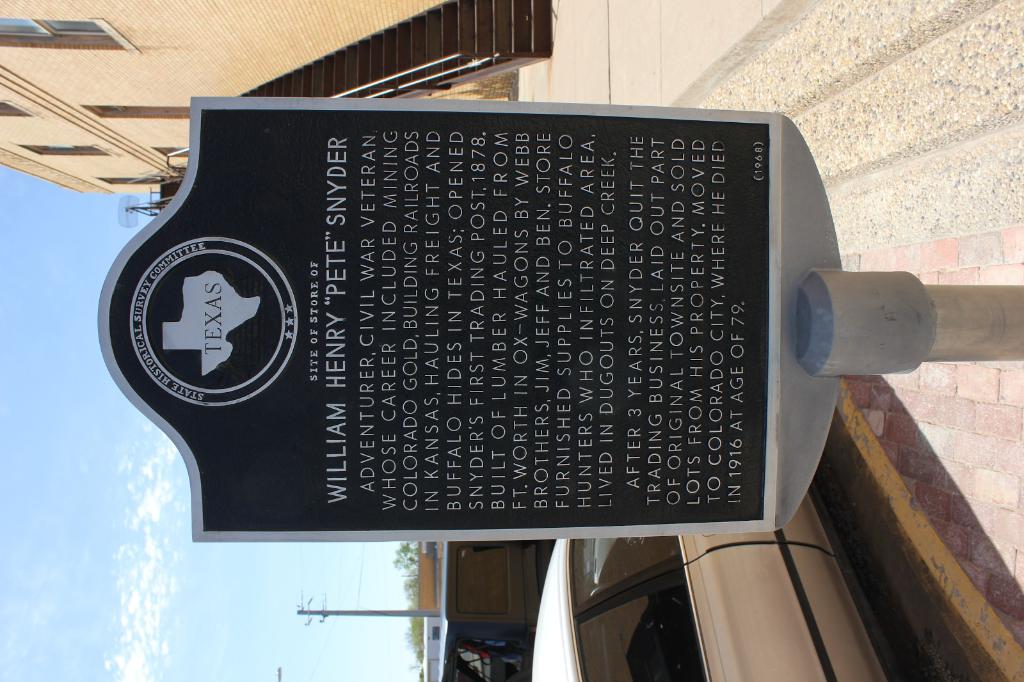 STATE HISTORICAL SURVEY COMMITTEE
TEXAS
SITE OF STORE OF
WILLIAM HENRY "PETE" SNYDER
ADVENTURER, CIVIL WAR VETERAN,
WHOSE CAREER INCLUDED MINING
COLORADO GOLD, BUILDING RAILROADS
IN KANSAS, HAULING FREIGHT AND
BUFFALO HIDES IN TEXAS; OPENED
SNYDER'S FIRST TRADING POST, 1878.
BUILT OF LUMBER HAULED FROM
FT. WORTH IN OX-WAGONS BY WEBB
BROTHERS, JIM, JEFF AND BEN. STORE
FURNISHED SUPPLIES TO BUFFALO
HUNTERS WHO INFILTRATED AREA,
LIVED IN DUGOUTS ON DEEP CREEK.
AFTER 3 YEARS, SNYDER QUIT THE
TRADING BUSINESS, LAID OUT PART
OF ORIGINAL TOWNSITE AND SOLD
LOTS FROM HIS PROPERTY. MOVED
TO COLORADO CITY, WHERE HE DIED
IN 1916 AT AGE OF 79.
(1968)